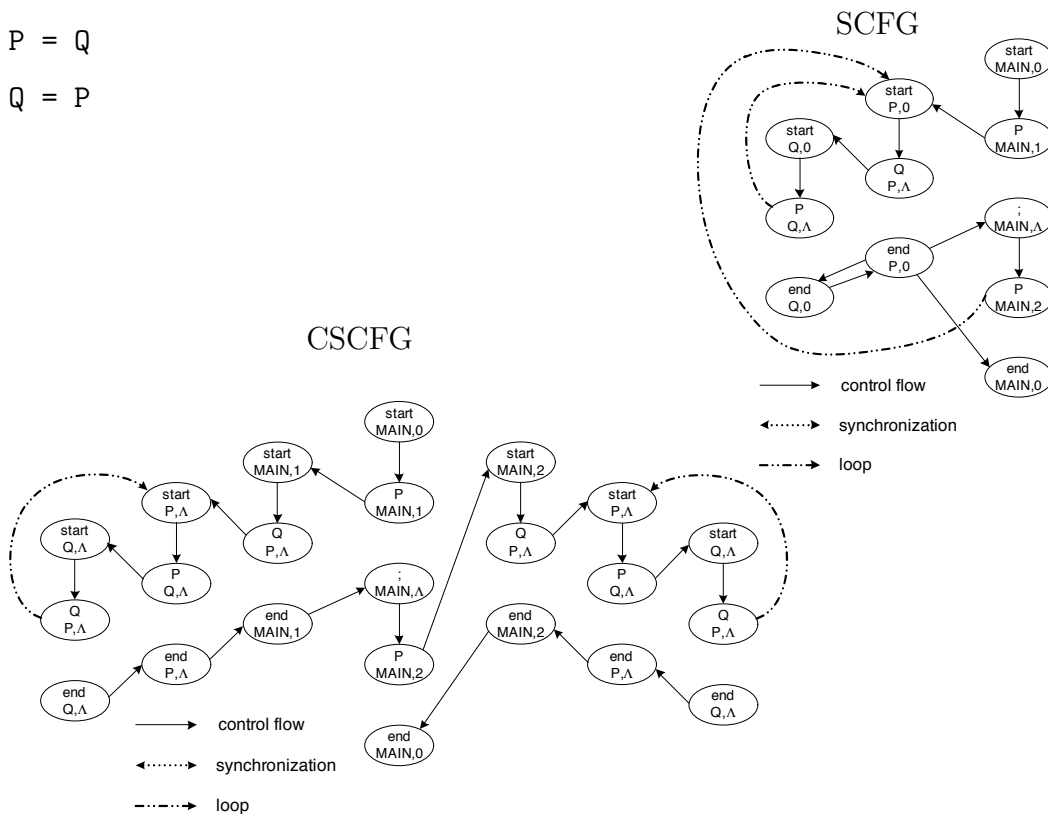 P = Q
Q = P
SCFG
start
MAIN,0
P
MAIN,1
start
P,0
Q
P,Λ
start
Q,0
P
Q,Λ
;
MAIN,Λ
end
P,0
end
Q,0
P
MAIN,2
end
MAIN,0
control flow
synchronization
loop
CSCFG
start
MAIN,0
P
MAIN,1
start
MAIN,1
Q
P,Λ
start
P,Λ
P
Q,Λ
start
Q,Λ
Q
P,Λ
;
MAIN,Λ
end
MAIN,1
end
P,Λ
end
Q,Λ
P
MAIN,2
start
MAIN,2
Q
P,Λ
start
P,Λ
P
Q,Λ
start
Q,Λ
Q
P,Λ
end
MAIN,2
end
P,Λ
end
Q,Λ
end
MAIN,0
control flow
synchronization
loop